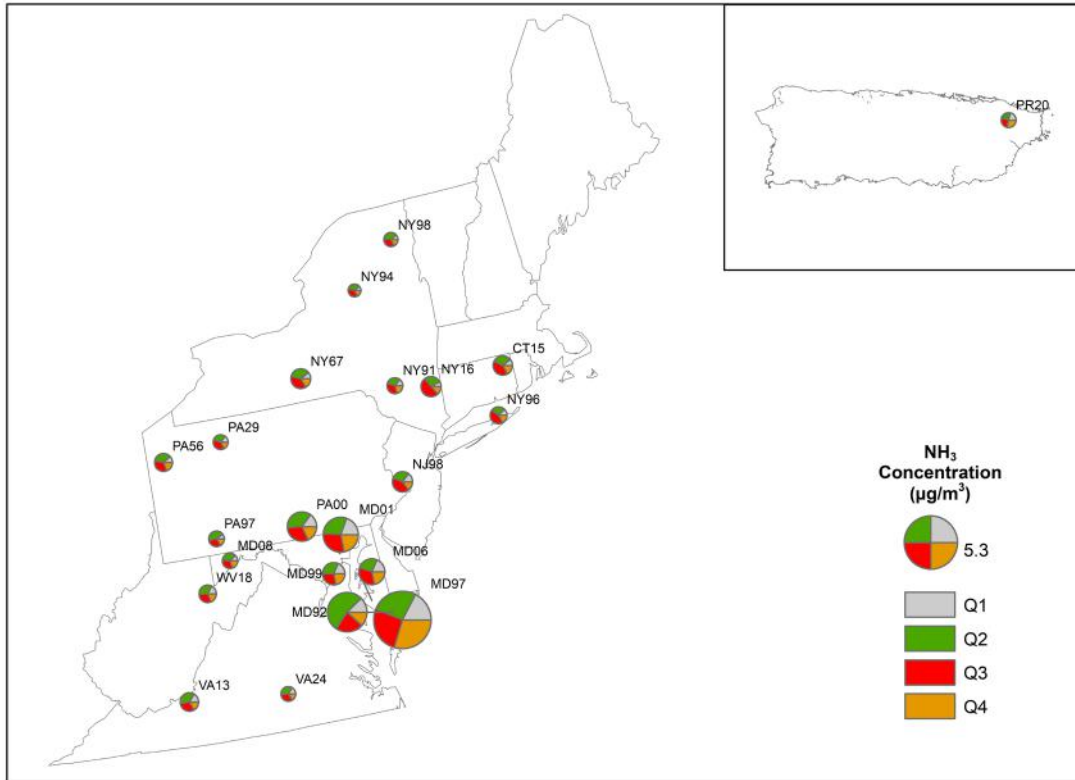 PR20
NY98
NY94
NY67
NY91
NY16
CT15
NY96
PA29
PA56
NJ98
PA00
MD01
PA97
MD08
MD06
MD99
WV18
MD97
MD92
VA24
VA13
NH₃
Concentration
(µg/m³)
5.3
Q1
Q2
Q3
Q4